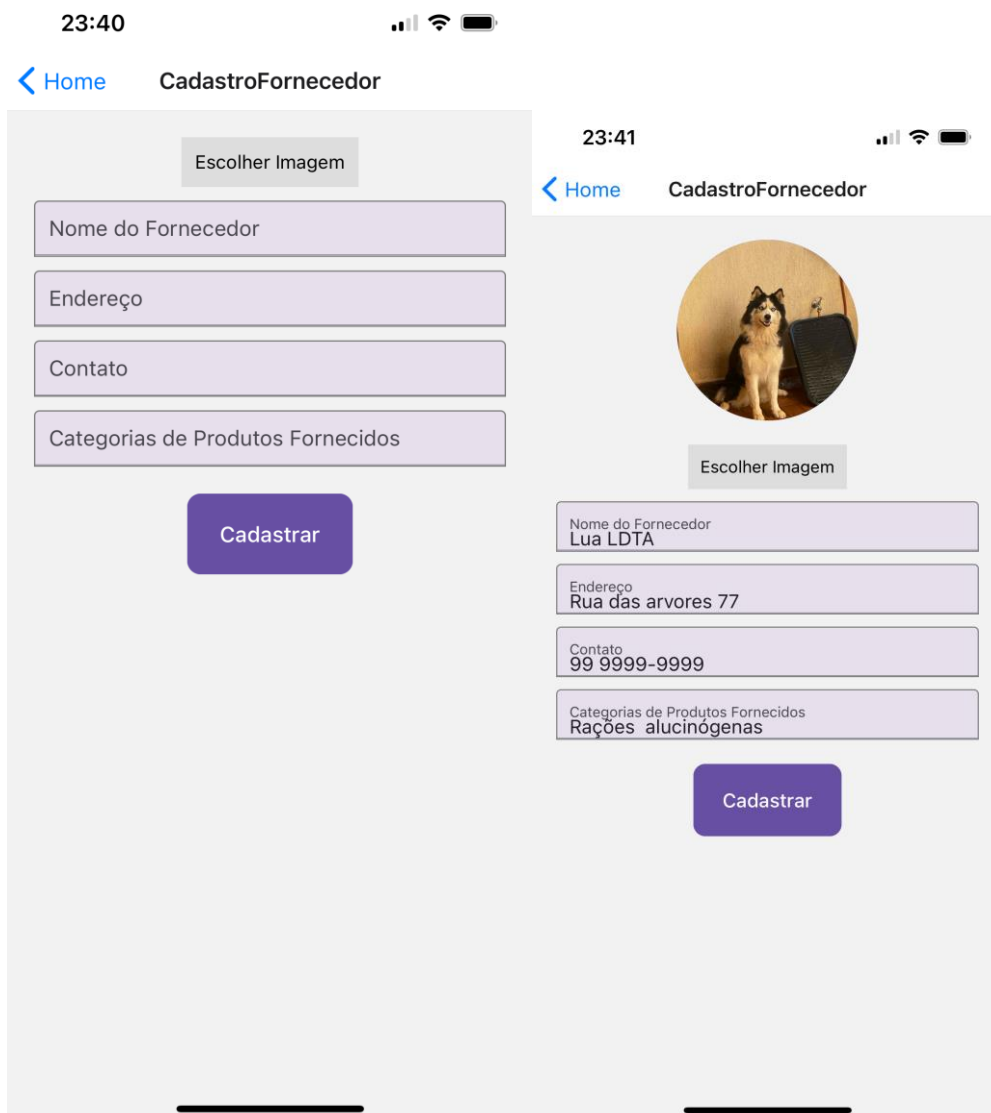 23:40
Home CadastroFornecedor
Escolher Imagem
Nome do Fornecedor
Endereço
Contato
Categorias de Produtos Fornecidos
Cadastrar
23:41
Home CadastroFornecedor
Escolher Imagem
Nome do Fornecedor
Lua LDTA
Endereço
Rua das arvores 77
Contato
99 9999-9999
Categorias de Produtos Fornecidos
Rações alucinógenas
Cadastrar